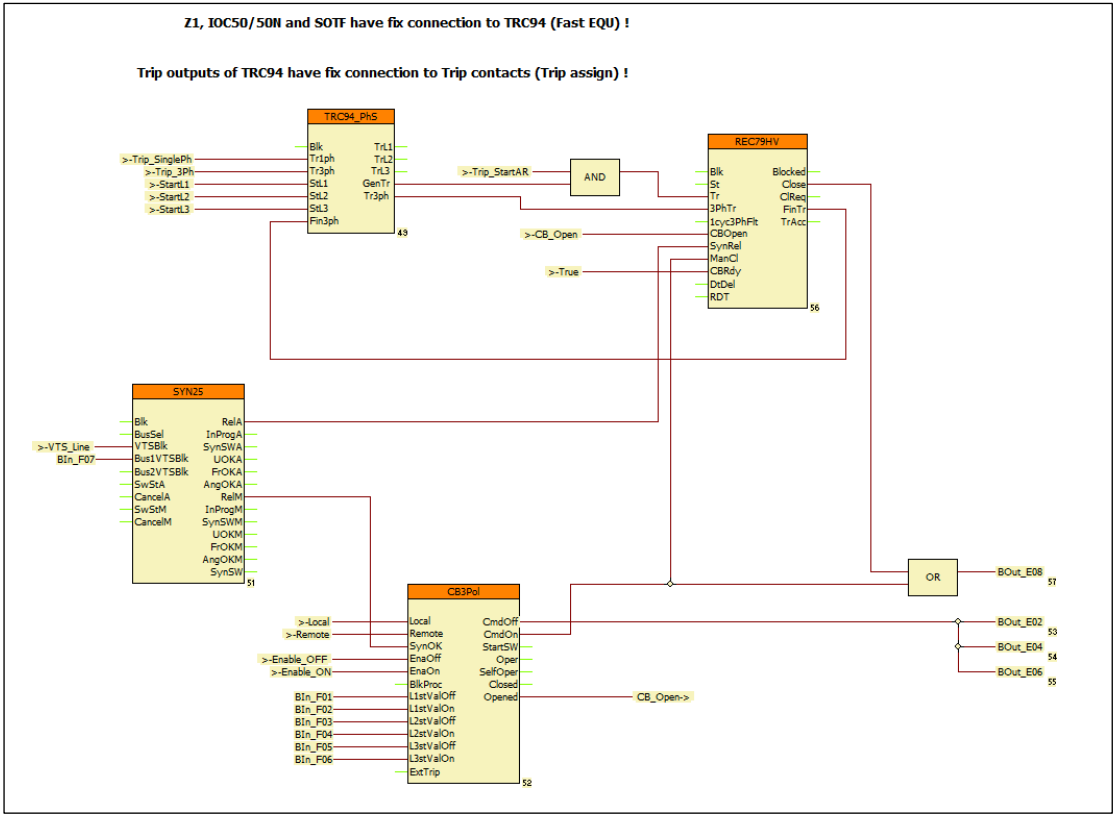 Z1, IOC50/50N and SOTF have fix connection to TRC94 (Fast EQU) !
Trip outputs of TRC94 have fix connection to Trip contacts (Trip assign) !
TRC94_PhS
Blk TrL1
>-Trip_SinglePh Tr1ph TrL2
>-Trip_3Ph Tr3ph TrL3
>-StartL1 StL1 GenTr
>-StartL2 StL2 Tr3ph
>-StartL3 StL3
Fin3ph
49
>-Trip_StartAR
AND
REC79HV
Blk Blocked
St Close
Tr ClReq
3PhTr FinTr
1cyc3PhFlt TrAcc
>-CB_Open CBOpen
SynRel
ManCl
>-True CBRdy
DtDel
RDT
56
SYN25
Blk RelA
BusSel InProgA
>-VTS_Line VTSBlk SynSWA
BIn_F07 Bus1VTSBlk UOKA
Bus2VTSBlk FrOKA
SwStA AngOKA
CancelA RelM
SwStM InProgM
CancelM SynSWM
UOKM
FrOKM
AngOKM
SynSW
51
CB3Pol
>-Local Local CmdOff
>-Remote Remote CmdOn
SynOK StartSW
>-Enable_OFF EnaOff Oper
>-Enable_ON EnaOn SelfOper
BlkProc Closed
BIn_F01 L1stValOff Opened CB_Open->
BIn_F02 L1stValOn
BIn_F03 L2stValOff
BIn_F04 L2stValOn
BIn_F05 L3stValOff
BIn_F06 L3stValOn
ExtTrip
52
OR
BOut_E08
57
BOut_E02
53
BOut_E04
54
BOut_E06
55